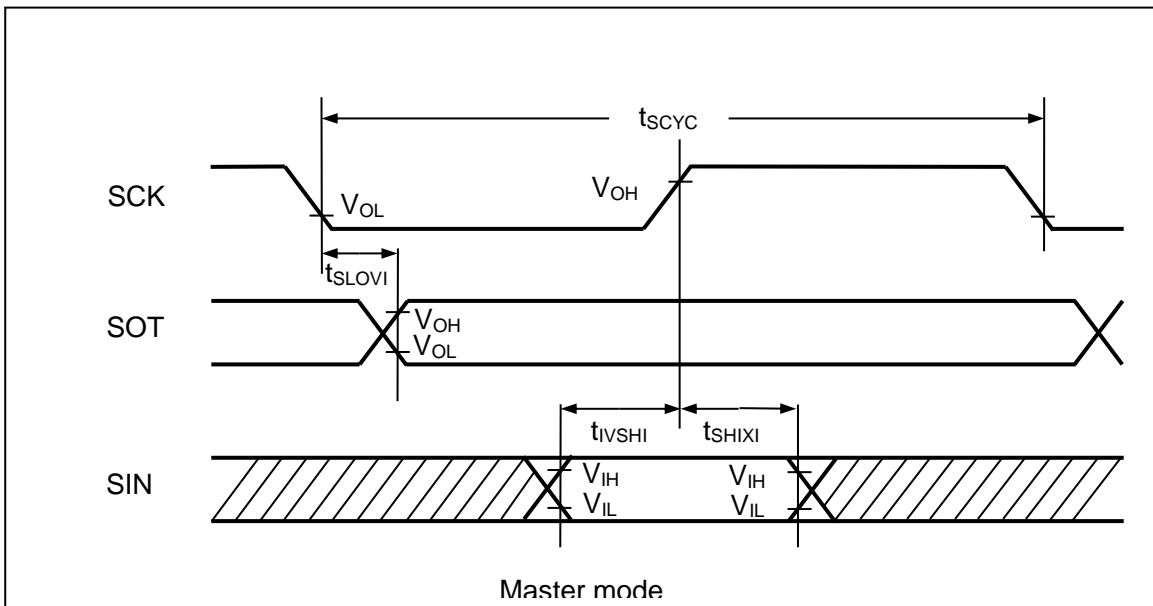 tSCYC
SCK
VOL
VOH
tSLOVI
SOT
VOH
VOL
tIVSHI
tSHIXI
SIN
VIH
VIH
VIL
VIL
Master mode